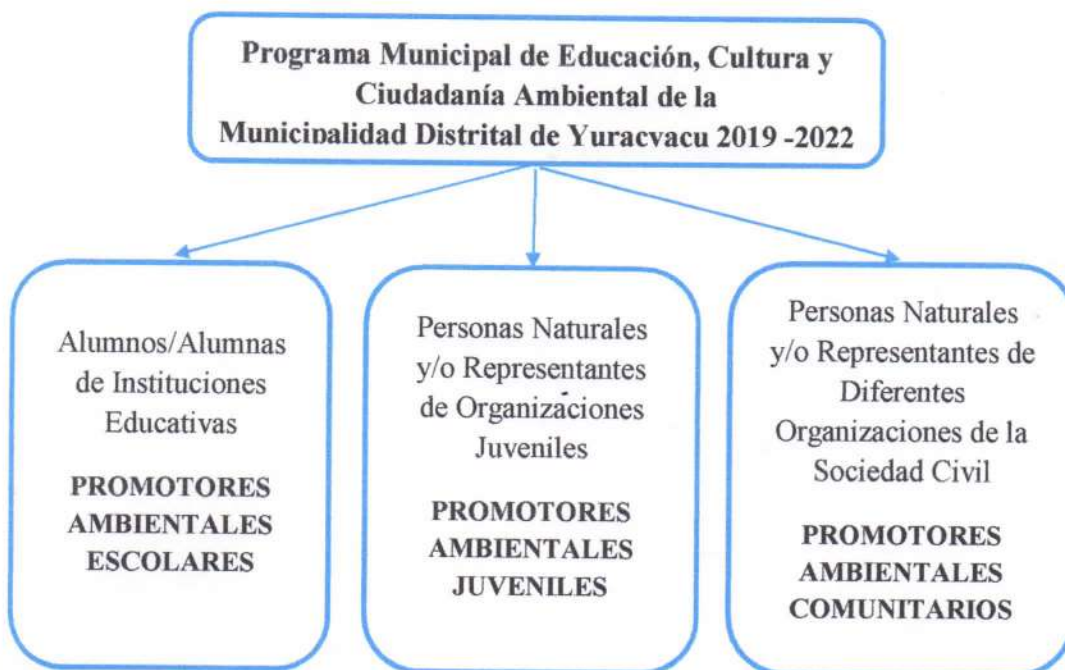 Programa Municipal de Educación, Cultura y
Ciudadanía Ambiental de la
Municipalidad Distrital de Yuracyacu 2019 -2022
Alumnos/Alumnas
de Instituciones
Educativas
PROMOTORES
AMBIENTALES
ESCOLARES
Personas Naturales
y/o Representantes
de Organizaciones
Juveniles
PROMOTORES
AMBIENTALES
JUVENILES
Personas Naturales
y/o Representantes de
Diferentes
Organizaciones de la
Sociedad Civil
PROMOTORES
AMBIENTALES
COMUNITARIOS